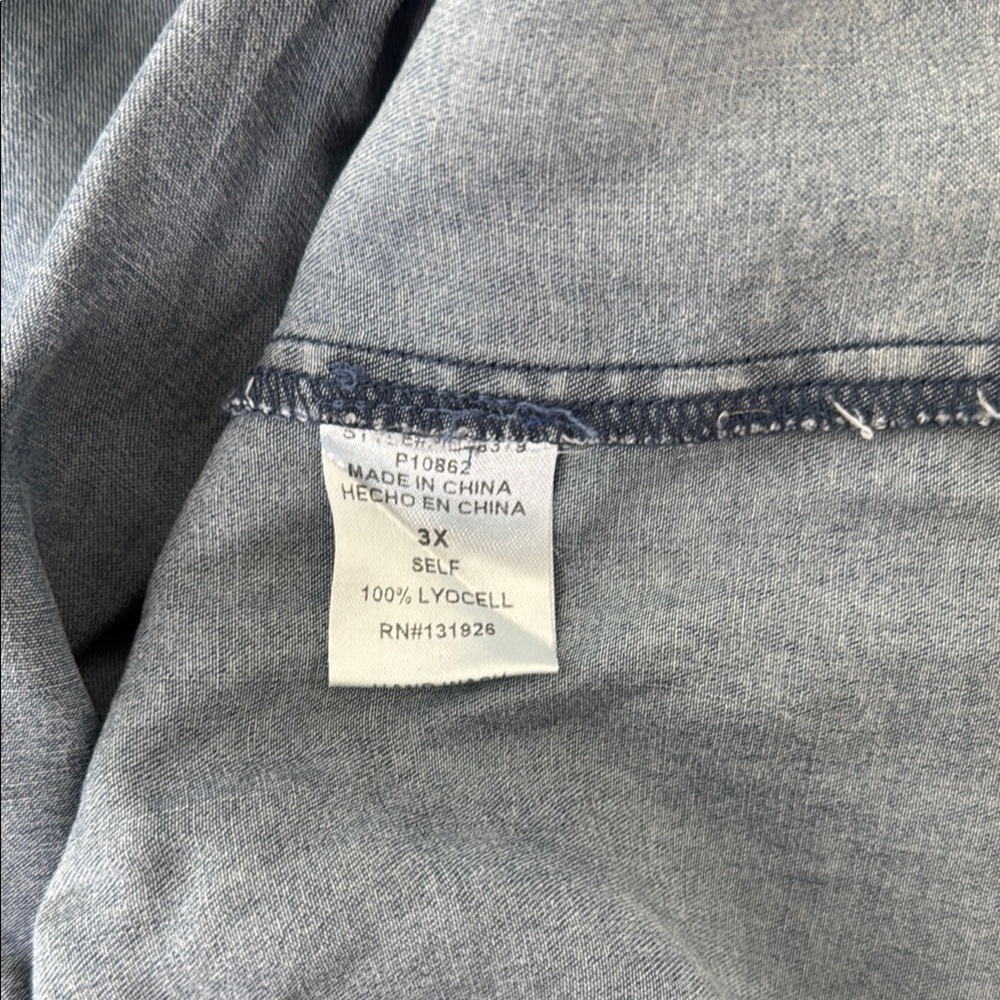 P10862
MADE IN CHINA
HECHO EN CHINA
3X
SELF
100% LYOCELL
RN#131926